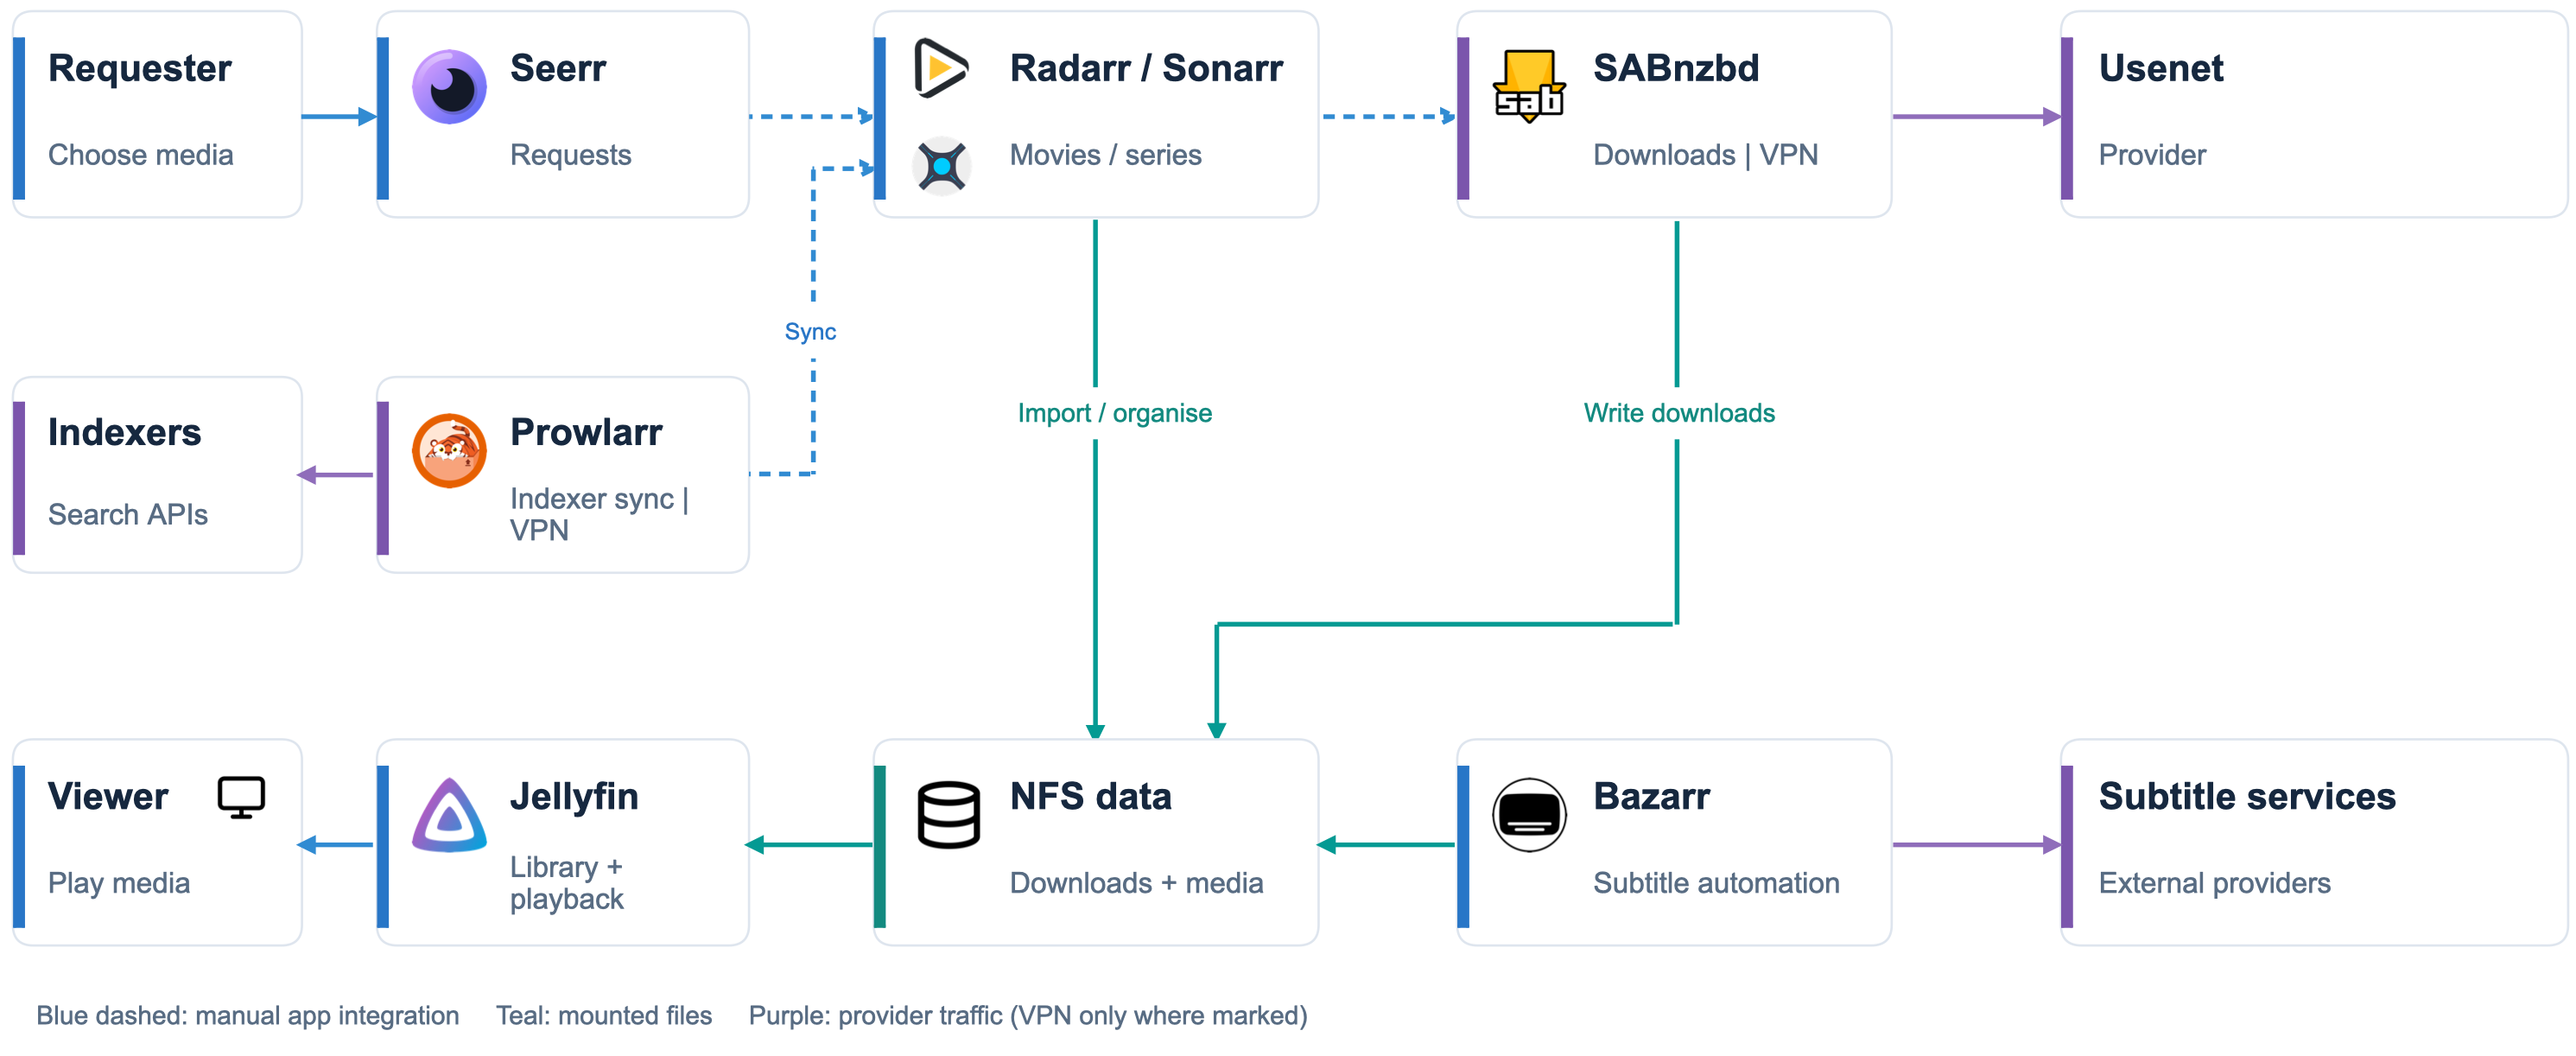 Requester
Choose media
Seerr
Requests
Radarr / Sonarr
Movies / series
sab
SABnzbd
Downloads | VPN
Usenet
Provider
Sync
Import / organise
Write downloads
Indexers
Search APIs
Prowlarr
Indexer sync |
VPN
Viewer
Play media
Jellyfin
Library +
playback
NFS data
Downloads + media
Bazarr
Subtitle automation
Subtitle services
External providers
Blue dashed: manual app integration
Teal: mounted files
Purple: provider traffic (VPN only where marked)